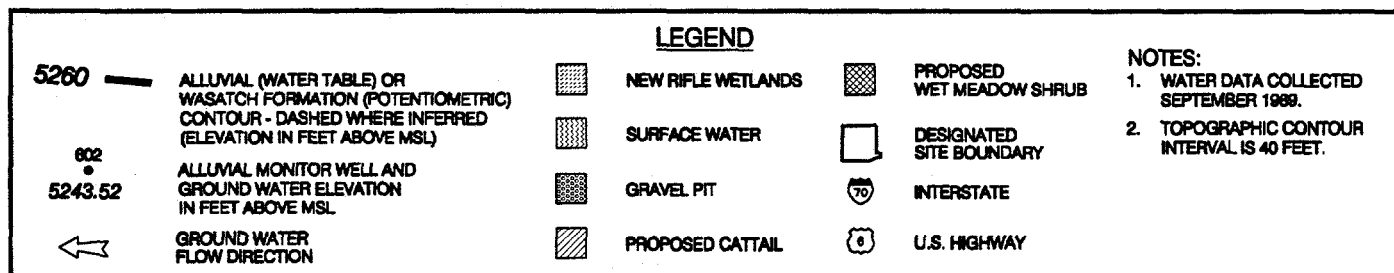 LEGEND
5260
ALLUVIAL (WATER TABLE) OR
WASATCH FORMATION (POTENTIOMETRIC)
CONTOUR - DASHED WHERE INFERRED
(ELEVATION IN FEET ABOVE MSL)
602
5243.52
ALLUVIAL MONITOR WELL AND
GROUND WATER ELEVATION
IN FEET ABOVE MSL
GROUND WATER
FLOW DIRECTION
NEW RIFLE WETLANDS
SURFACE WATER
GRAVEL PIT
PROPOSED CATTAIL
PROPOSED
WET MEADOW SHRUB
DESIGNATED
SITE BOUNDARY
70
INTERSTATE
6
U.S. HIGHWAY
NOTES:
1. WATER DATA COLLECTED
SEPTEMBER 1989.
2. TOPOGRAPHIC CONTOUR
INTERVAL IS 40 FEET.